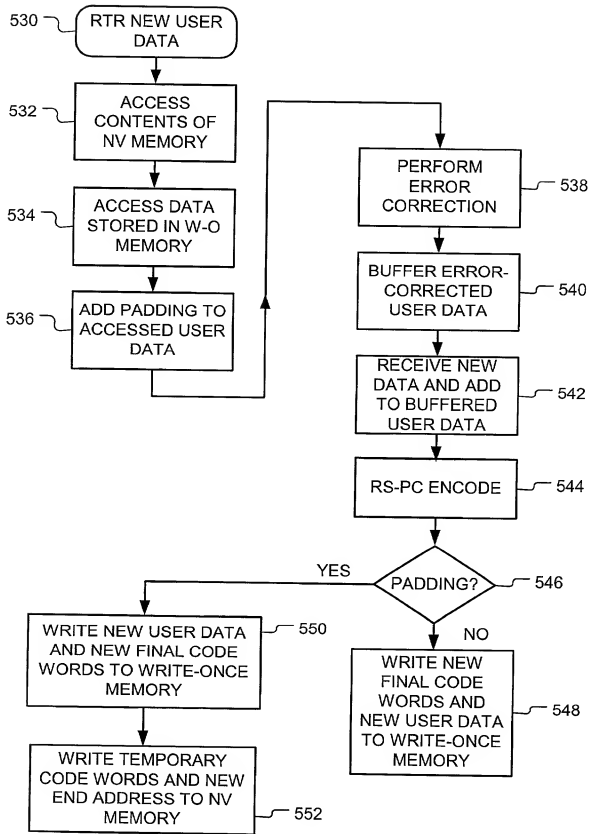 530
RTR NEW USER
DATA
532
ACCESS
CONTENTS OF
NV MEMORY
534
ACCESS DATA
STORED IN W-O
MEMORY
536
ADD PADDING TO
ACCESSED USER
DATA
PERFORM
ERROR
CORRECTION
538
BUFFER ERROR-
CORRECTED
USER DATA
540
RECEIVE NEW
DATA AND ADD
TO BUFFERED
USER DATA
542
RS-PC ENCODE
544
PADDING?
546
YES
NO
WRITE NEW USER DATA
AND NEW FINAL CODE
WORDS TO WRITE-ONCE
MEMORY
550
WRITE NEW
FINAL CODE
WORDS AND
NEW USER DATA
TO WRITE-ONCE
MEMORY
548
WRITE TEMPORARY
CODE WORDS AND NEW
END ADDRESS TO NV
MEMORY
552